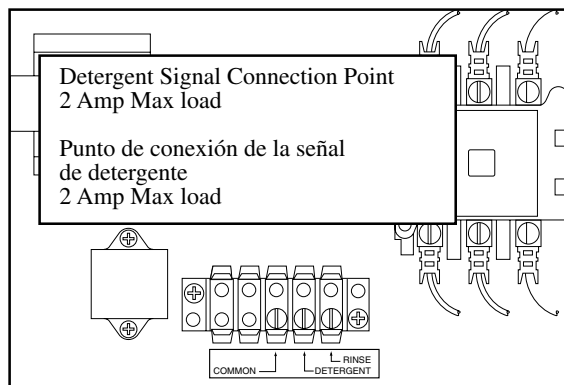 Detergent Signal Connection Point
2 Amp Max load
Punto de conexión de la señal
de detergente
2 Amp Max load
RINSE
COMMON DETERGENT